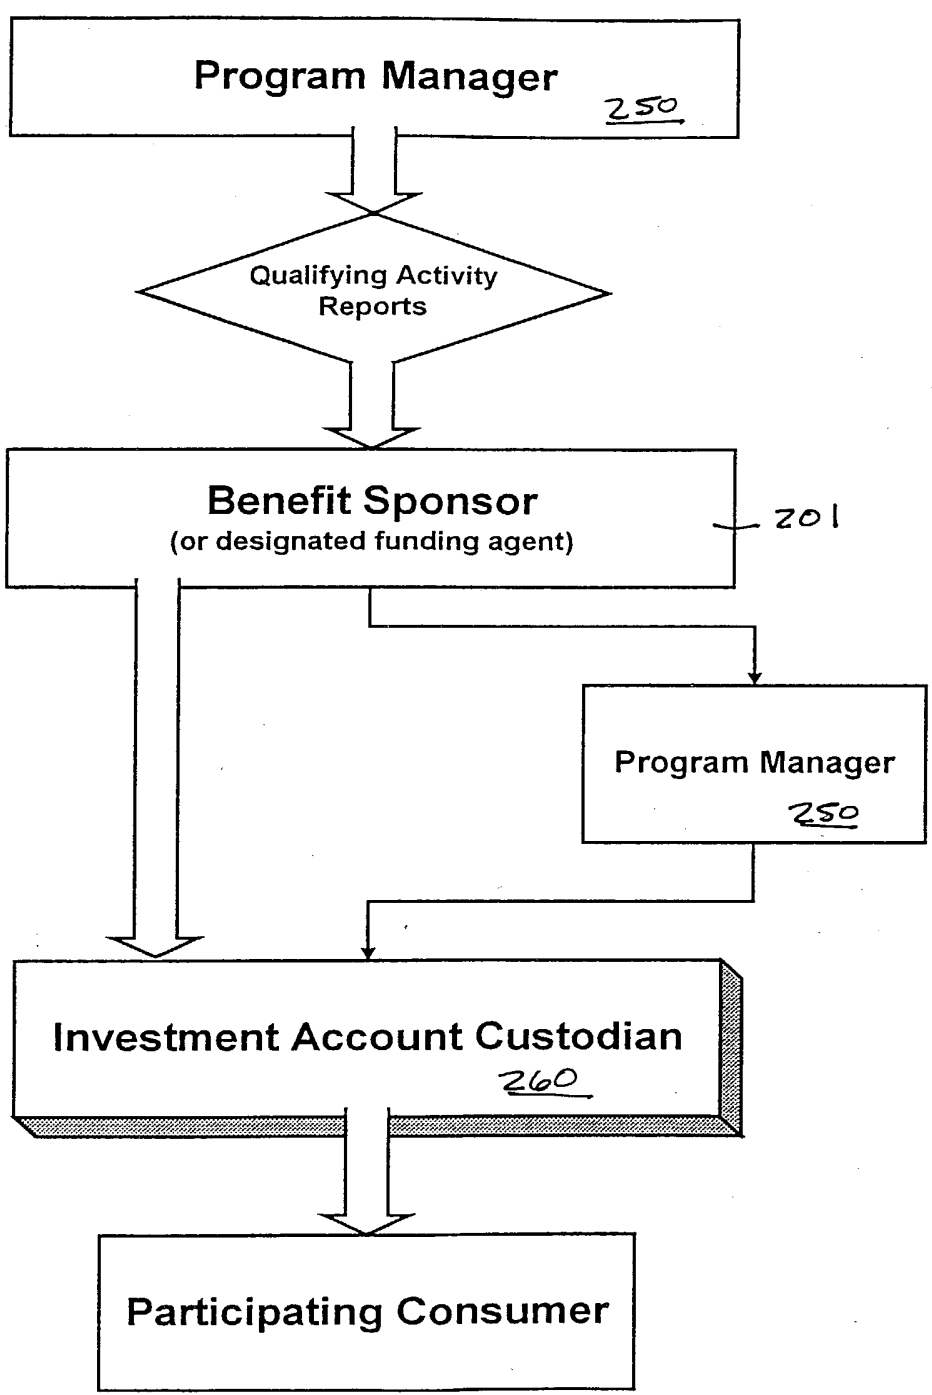 Program Manager
250
Qualifying Activity
Reports
Benefit Sponsor
(or designated funding agent)
201
Program Manager
250
Investment Account Custodian
260
Participating Consumer